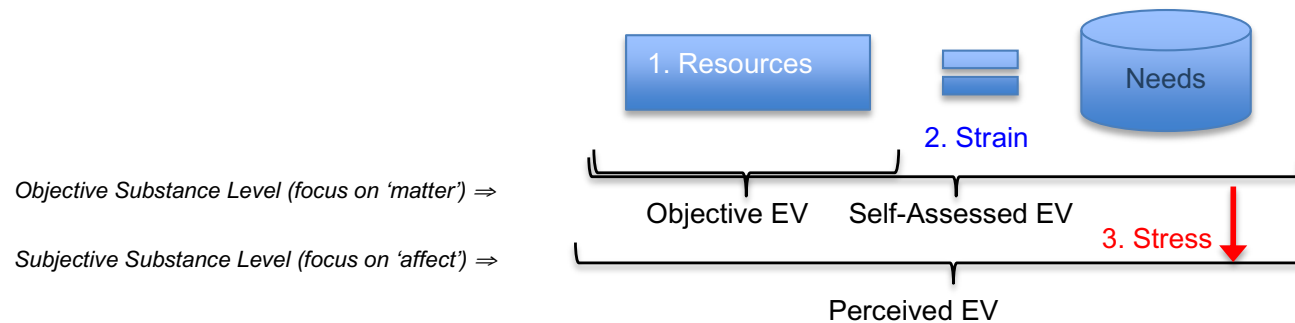 1. Resources
Needs
2. Strain
Objective Substance Level (focus on ‘matter’) ⇒
Objective EV
Self-Assessed EV
3. Stress
Subjective Substance Level (focus on ‘affect’) ⇒
Perceived EV